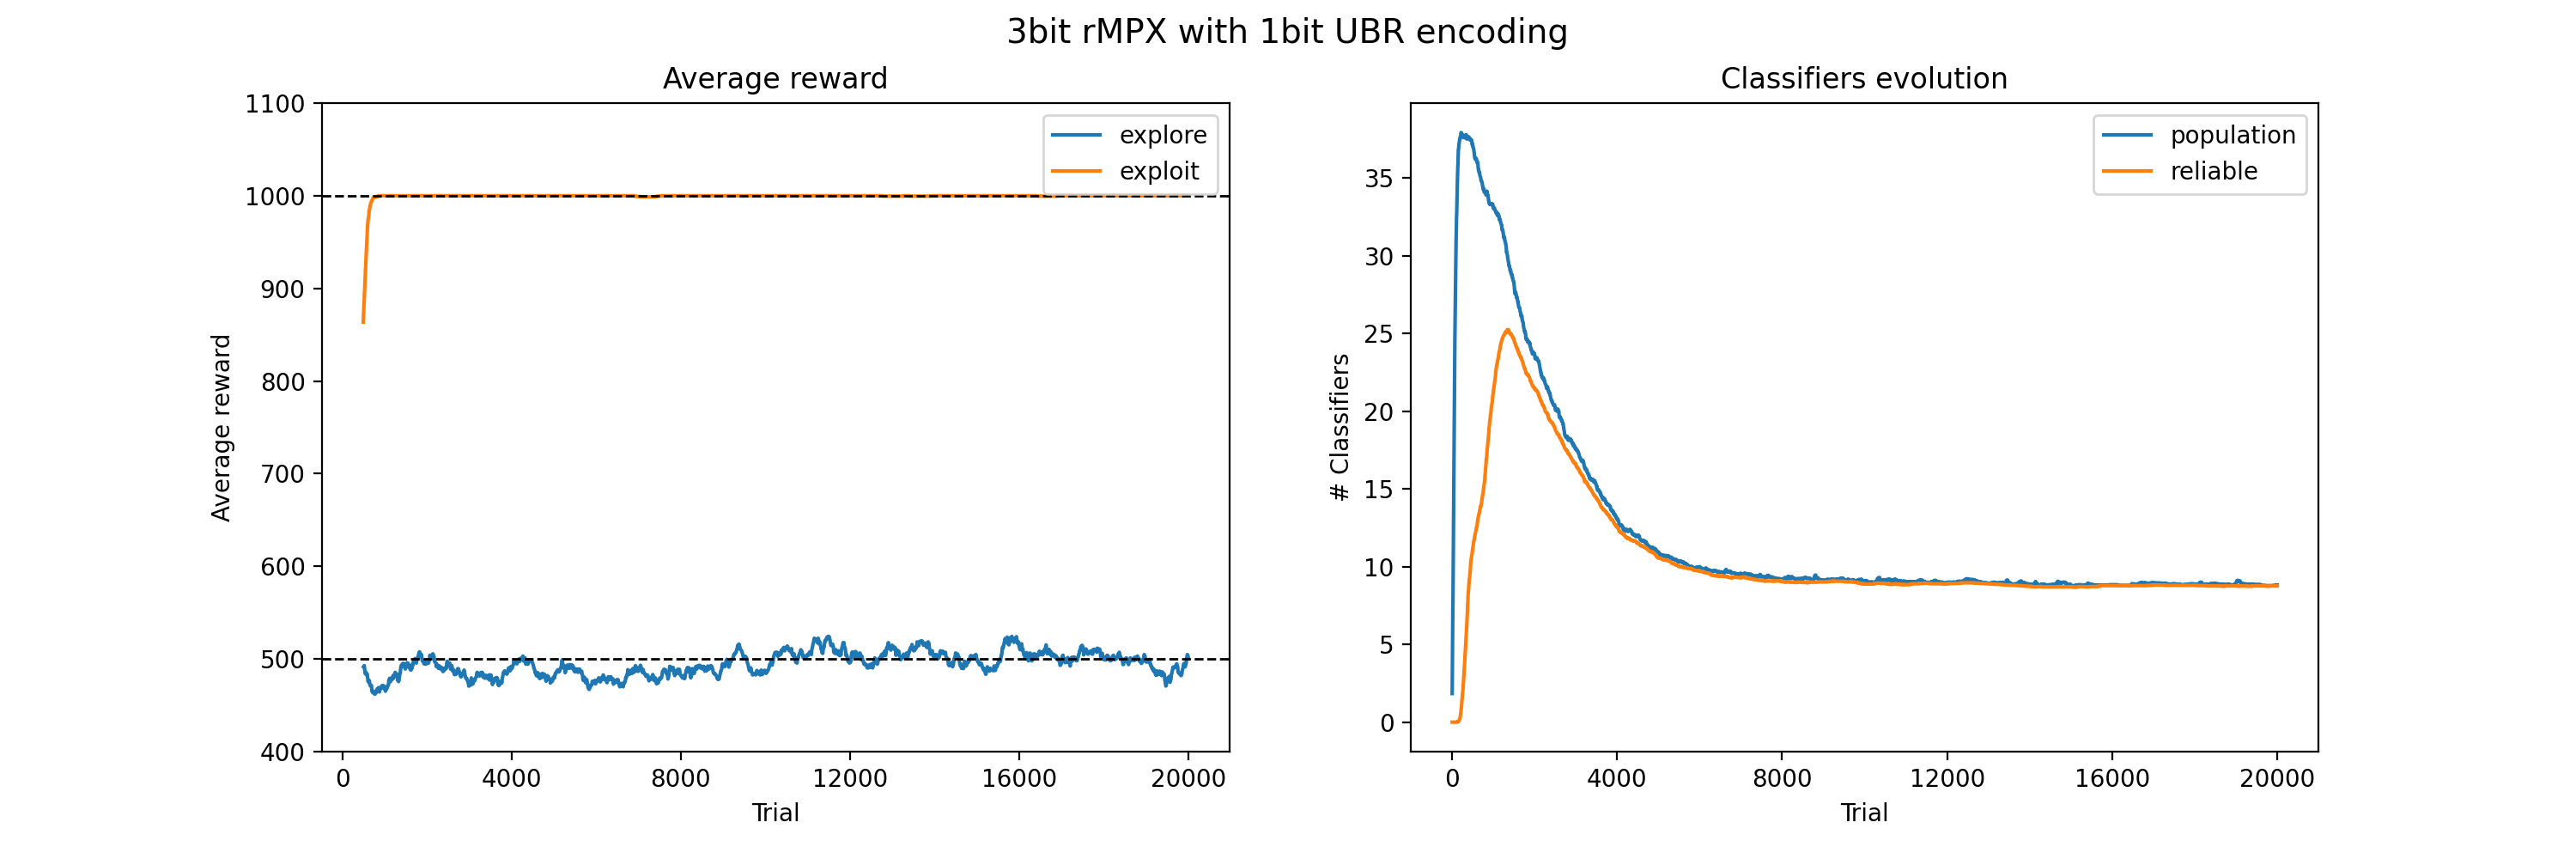 3bit rMPX with 1bit UBR encoding
Average reward
1100
1000
900
800
700
600
500
400
Average reward
explore
exploit
0 4000 8000 12000 16000 20000
Trial
Classifiers evolution
35
30
25
20
15
10
5
0
# Classifiers
population
reliable
0 4000 8000 12000 16000 20000
Trial